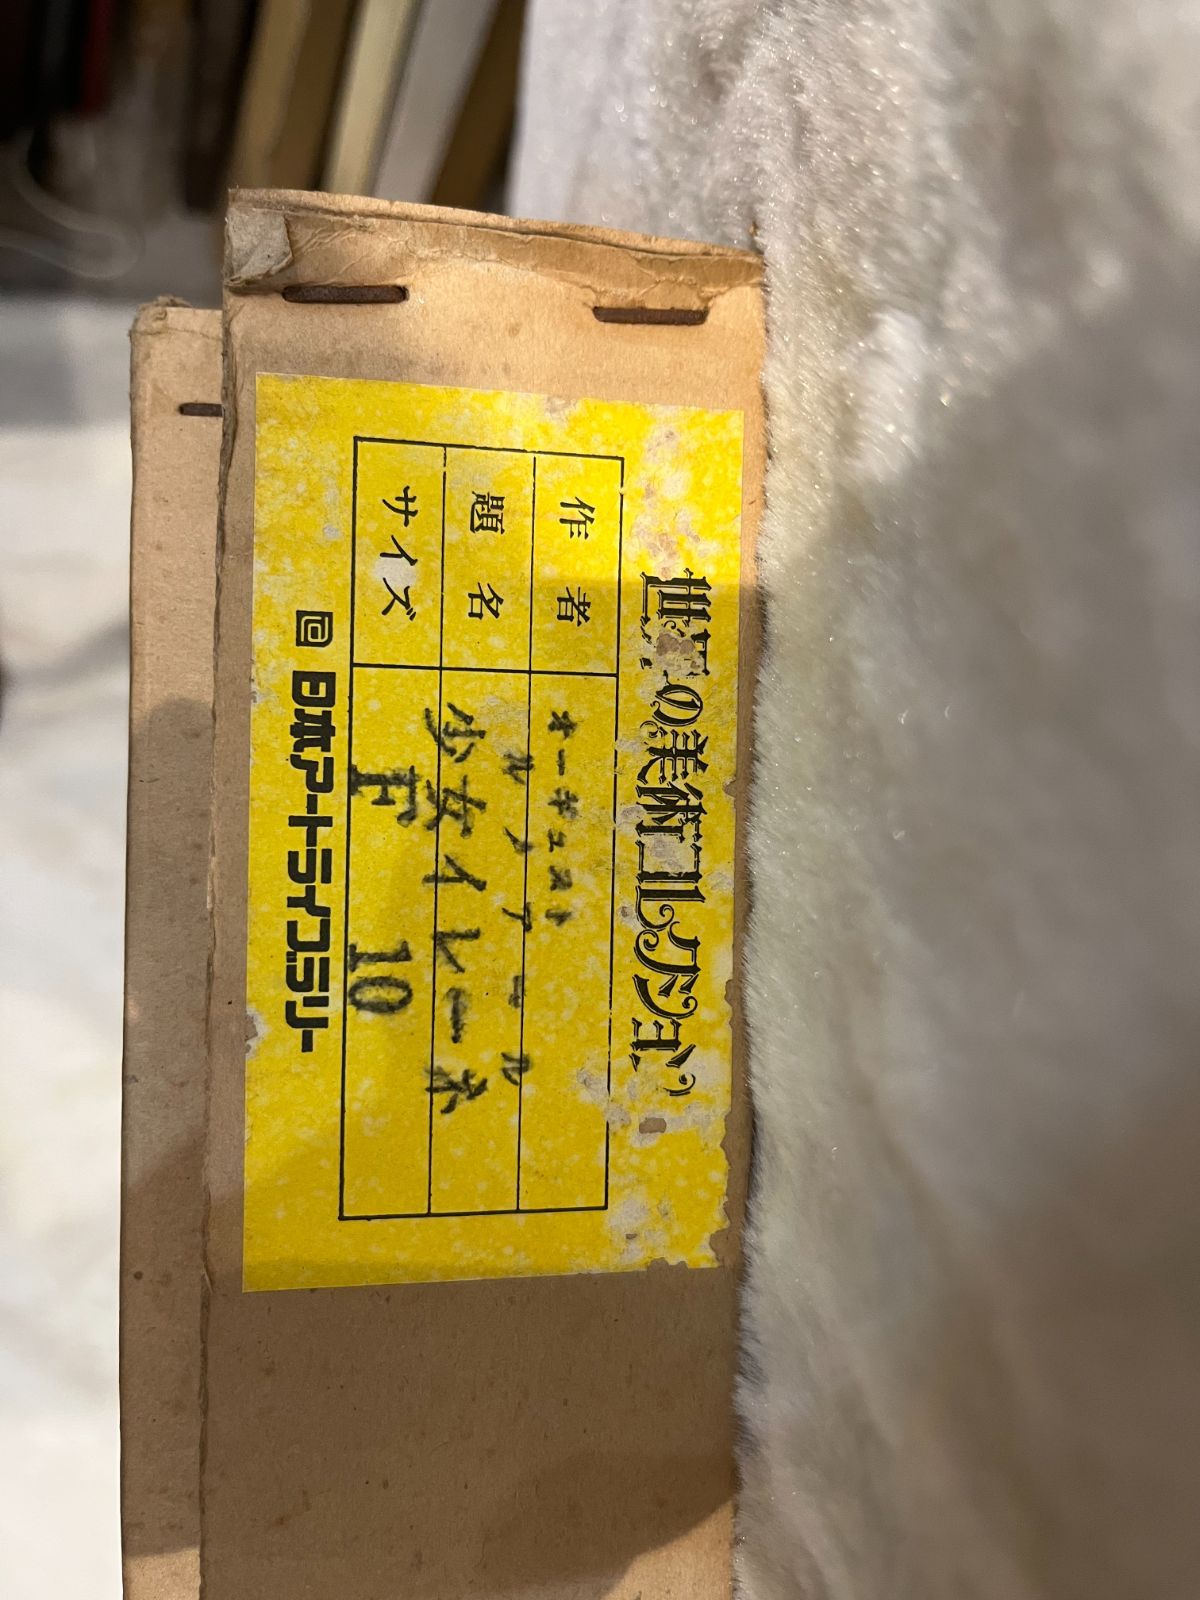 世界の美術コレクション
作者 オーギュスト
ルノアール
題名 少女イレーネ
サイズ F 10
日本アートライブラリー